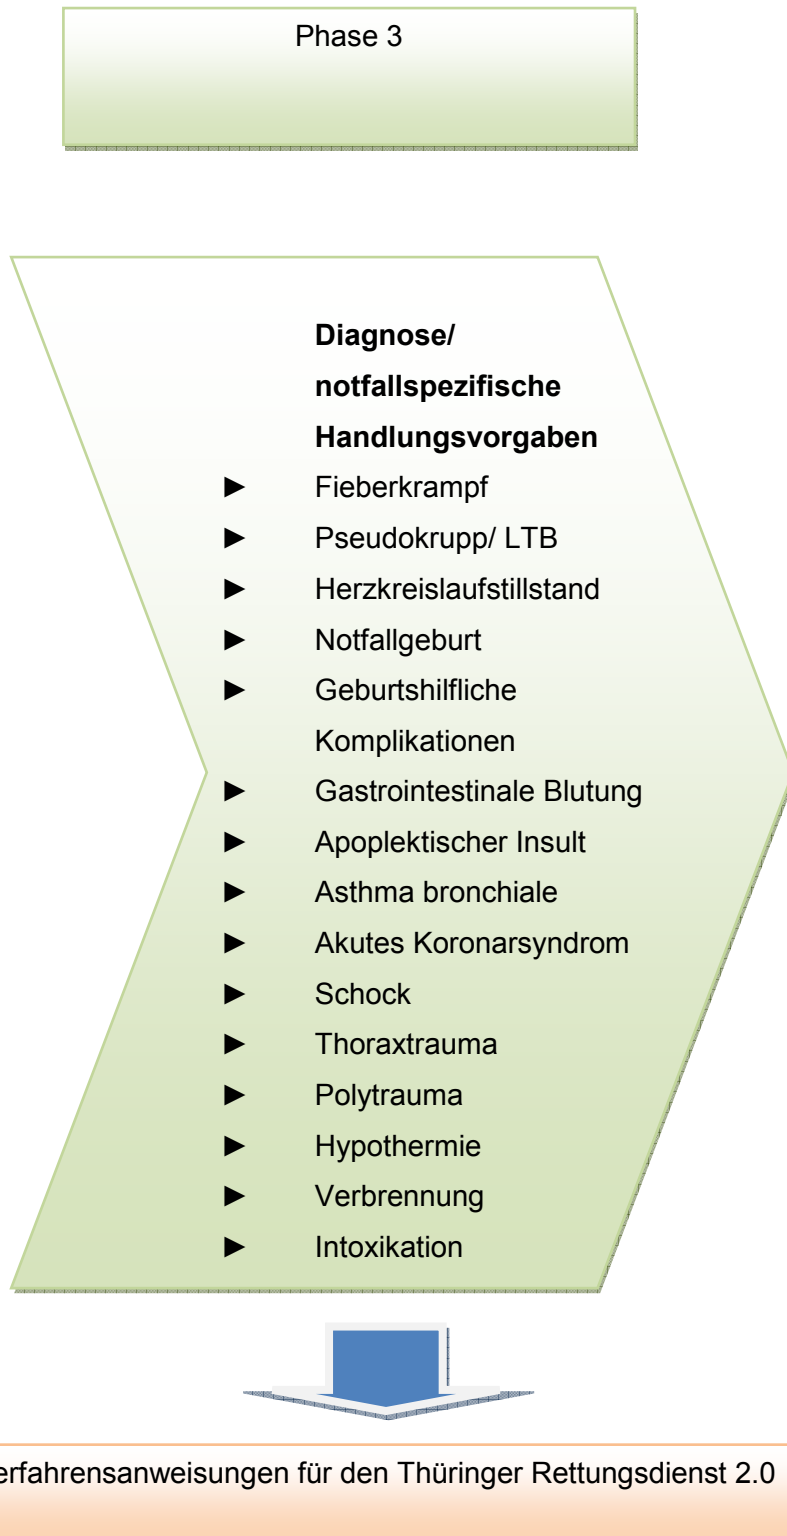 Phase 3
Diagnose/
notfallspezifische
Handlungsvorgaben
► Fieberkrampf
► Pseudokrupp/ LTB
► Herzkreislaufstillstand
► Notfallgeburt
► Geburtshilfliche
Komplikationen
► Gastrointestinale Blutung
► Apoplektischer Insult
► Asthma bronchiale
► Akutes Koronarsyndrom
► Schock
► Thoraxtrauma
► Polytrauma
► Hypothermie
► Verbrennung
► Intoxikation
erfahrensanweisungen für den Thüringer Rettungsdienst 2.0